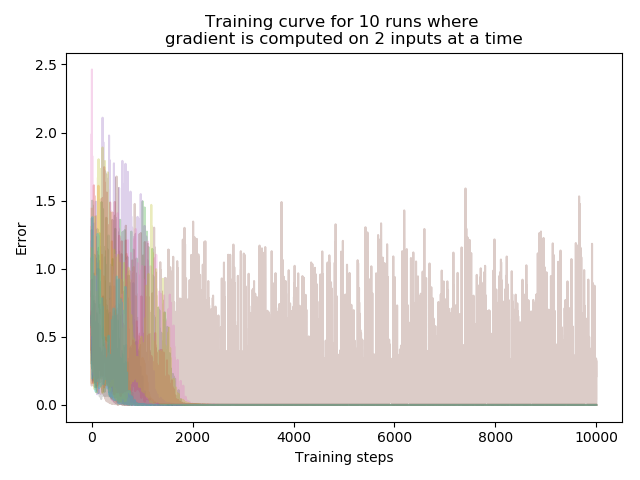 Training curve for 10 runs where
gradient is computed on 2 inputs at a time
2.5
2.0
1.5
1.0
0.5
0.0
Error
0 2000 4000 6000 8000 10000
Training steps